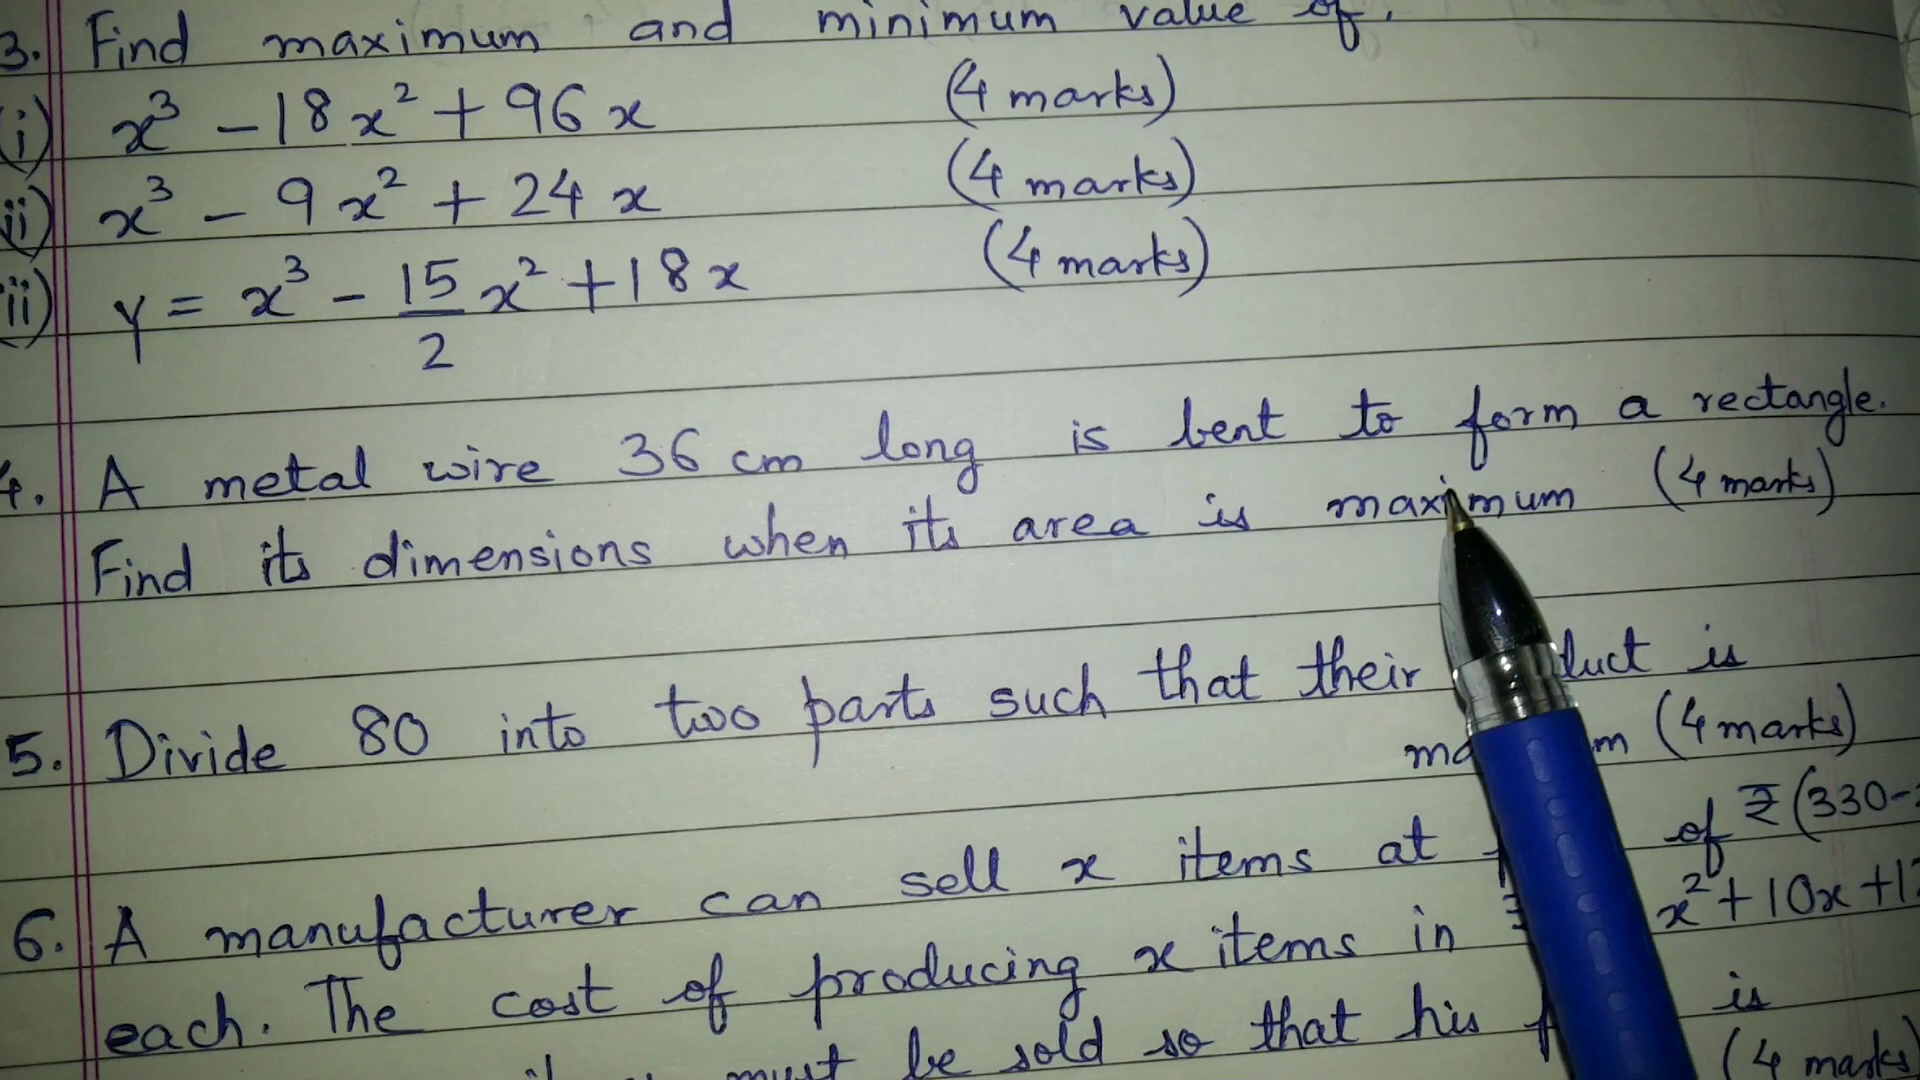 3. Find maximum and minimum value of.
(i) x³ - 18x² + 96x (4 marks)
ii) x³ - 9x² + 24x (4 marks)
ii) y = x³ - 15/2 x² + 18x (4 marks)
4. A metal wire 36 cm long is bent to form a rectangle.
Find its dimensions when its area is maximum (4 marks)
5. Divide 80 into two parts such that their duct is
m (4 marks)
6. A manufacturer can sell x items at of ₹(330-
each. The cost of producing x items in x² + 10x + 1
must be sold so that his is
(4 marks)